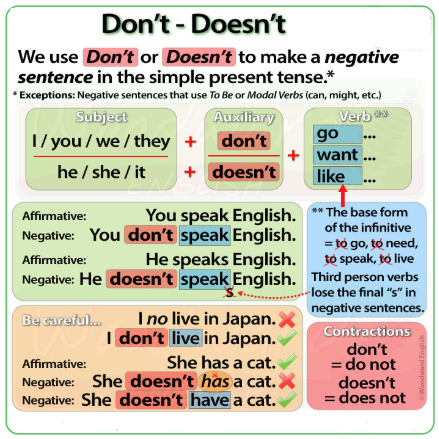 Don't - Doesn't
We use Don't or Doesn't to make a negative
sentence in the simple present tense.*
* Exceptions: Negative sentences that use To Be or Modal Verbs (can, might, etc.)
Subject
I / you / we / they
he / she / it
+
+
Auxiliary
don't
doesn't
+
Verb **
go ...
want ...
like ...
Affirmative: You speak English.
Negative: You don't speak English.
Affirmative: He speaks English.
Negative: He doesn't speak English.
s
** The base form
of the infinitive
= to go, to need,
to speak, to live
Third person verbs
lose the final "s" in
negative sentences.
Be careful... I no live in Japan.
I don't live in Japan.
Affirmative: She has a cat.
Negative: She doesn't has a cat.
Negative: She doesn't have a cat.
Contractions
don't
= do not
doesn't
= does not
© Woodward English